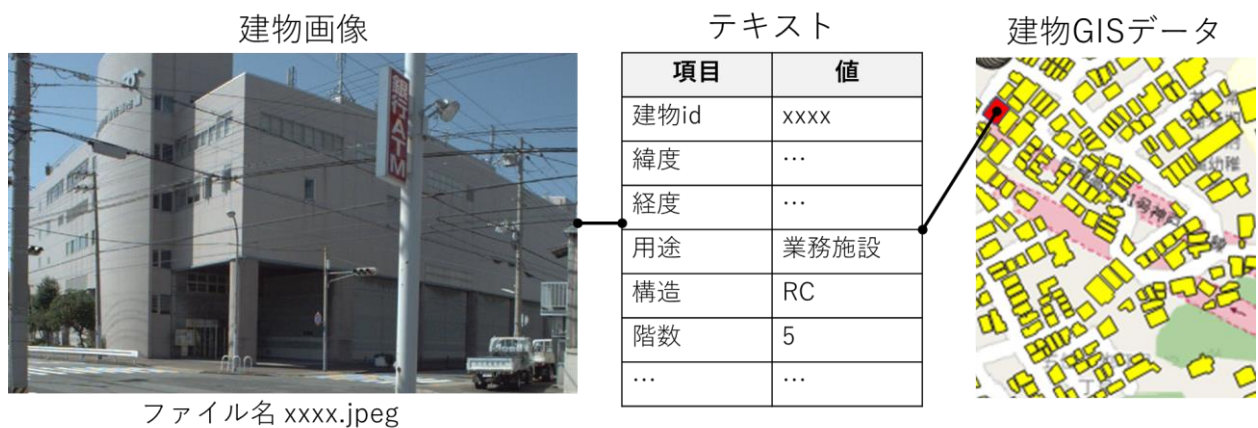 建物画像
テキスト
建物GISデータ
銀行ATM
項目 値
建物id xxxx
緯度 …
経度 …
用途 業務施設
構造 RC
階数 5
… …
ファイル名 xxxx.jpeg